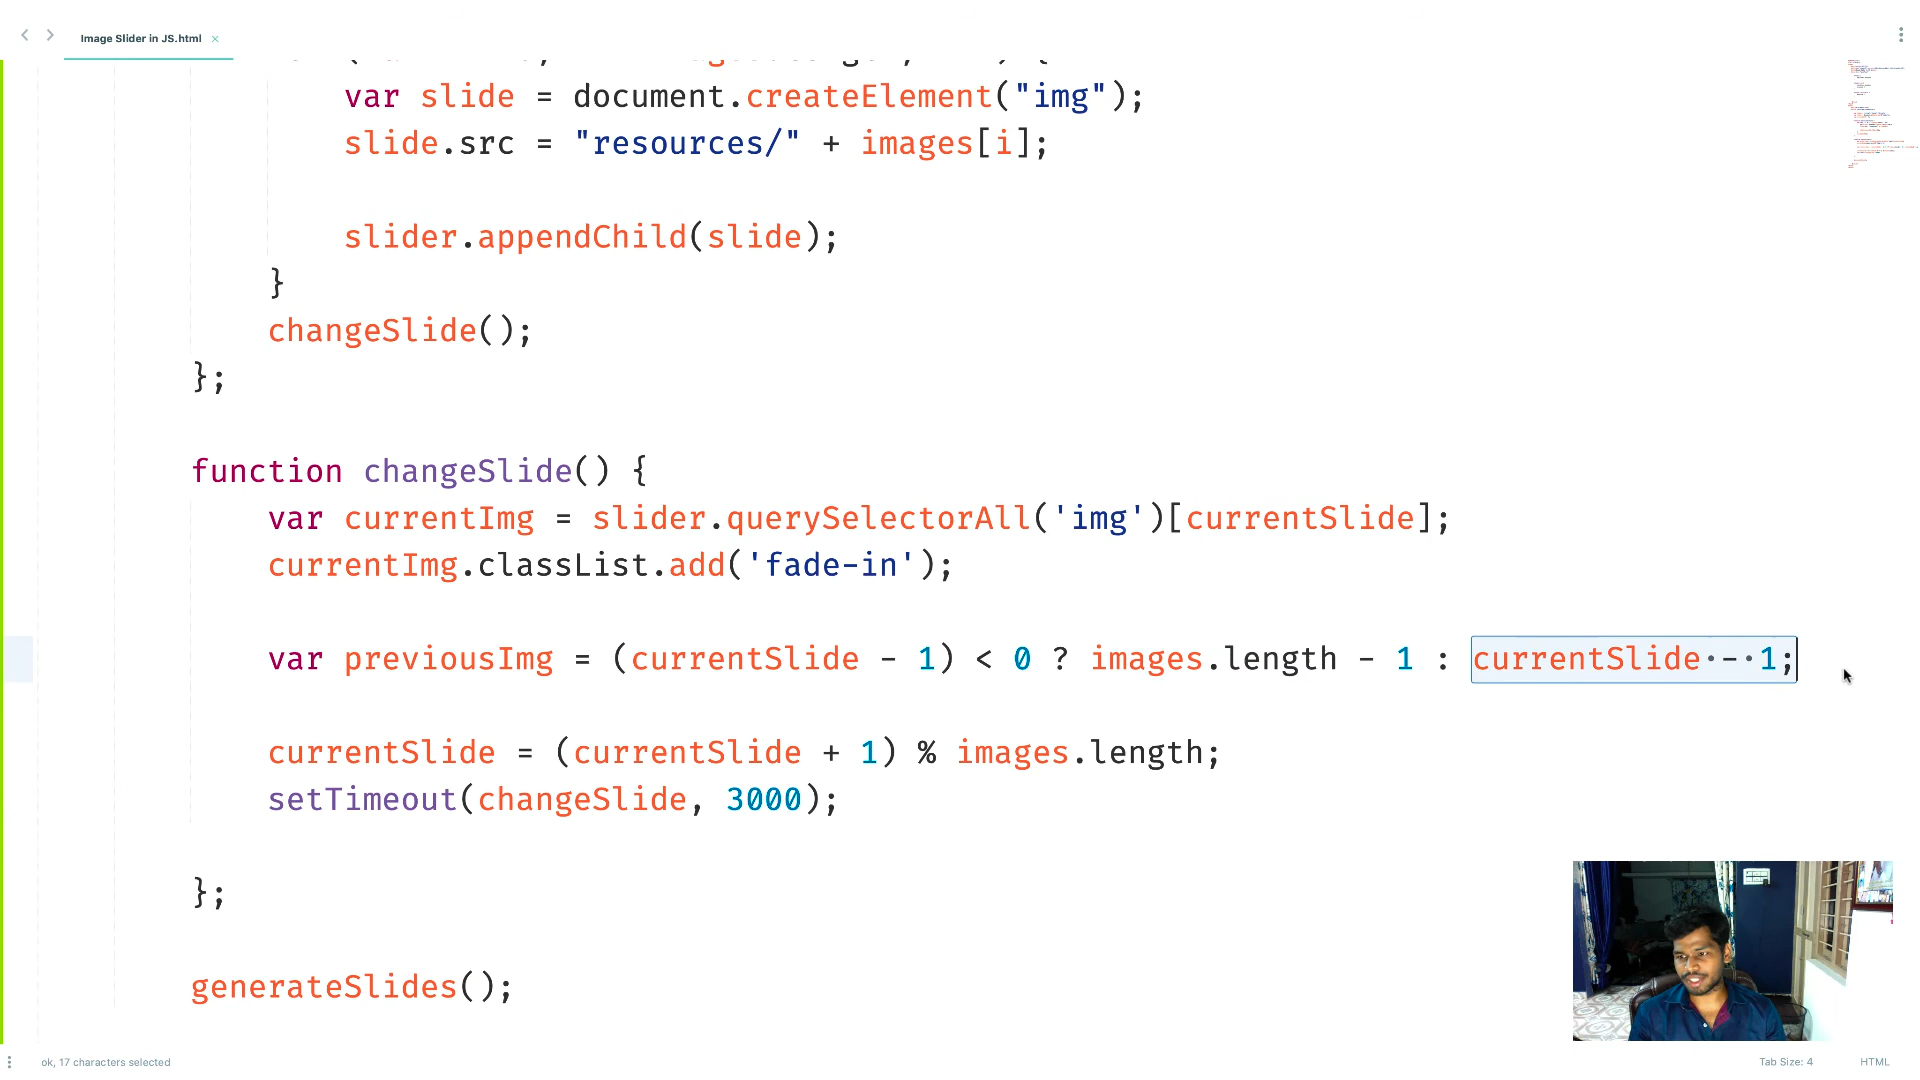 Image Slider in JS.html ×
var slide = document.createElement("img");
slide.src = "resources/" + images[i];
slider.appendChild(slide);
}
changeSlide();
};
function changeSlide() {
var currentImg = slider.querySelectorAll('img')[currentSlide];
currentImg.classList.add('fade-in');
var previousImg = (currentSlide - 1) < 0 ? images.length - 1 : currentSlide·-·1;
currentSlide = (currentSlide + 1) % images.length;
setTimeout(changeSlide, 3000);
};
generateSlides();
ok, 17 characters selected
Tab Size: 4
HTML